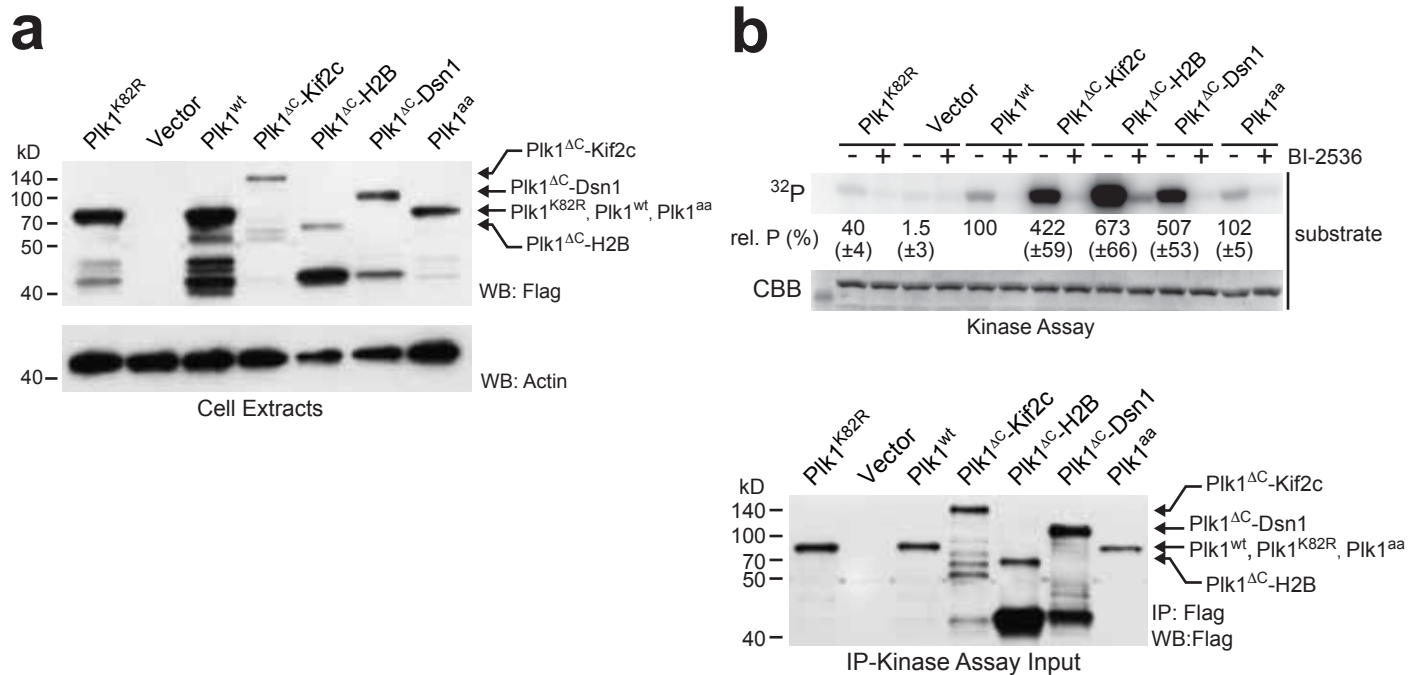 a
Plk1K82R
Vector
Plk1wt
Plk1ΔC-Kif2c
Plk1ΔC-H2B
Plk1ΔC-Dsn1
Plk1aa
kD
140
100
70
50
40
Plk1ΔC-Kif2c
Plk1ΔC-Dsn1
Plk1K82R, Plk1wt, Plk1aa
Plk1ΔC-H2B
WB: Flag
40
WB: Actin
Cell Extracts
b
Plk1K82R
Vector
Plk1wt
Plk1ΔC-Kif2c
Plk1ΔC-H2B
Plk1ΔC-Dsn1
Plk1aa
- + - + - + - + - + - + - + BI-2536
32P
rel. P (%) 40 1.5 100 422 673 507 102
(±4) (±3) (±59) (±66) (±53) (±5)
substrate
CBB
Kinase Assay
Plk1K82R
Vector
Plk1wt
Plk1ΔC-Kif2c
Plk1ΔC-H2B
Plk1ΔC-Dsn1
Plk1aa
kD
140
100
70
50
40
Plk1ΔC-Kif2c
Plk1ΔC-Dsn1
Plk1wt, Plk1K82R, Plk1aa
Plk1ΔC-H2B
IP: Flag
WB:Flag
IP-Kinase Assay Input